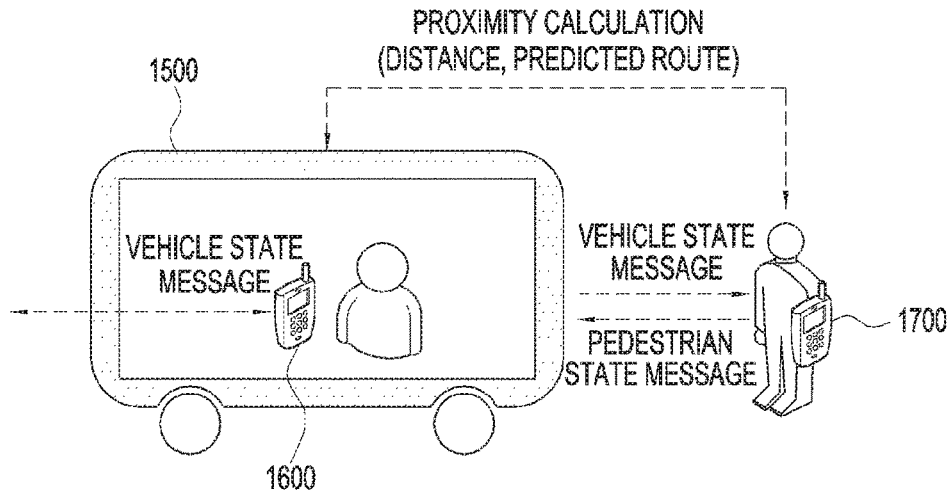 PROXIMITY CALCULATION
(DISTANCE, PREDICTED ROUTE)
1500
VEHICLE STATE
MESSAGE
VEHICLE STATE
MESSAGE
PEDESTRIAN
STATE MESSAGE
1700
1600